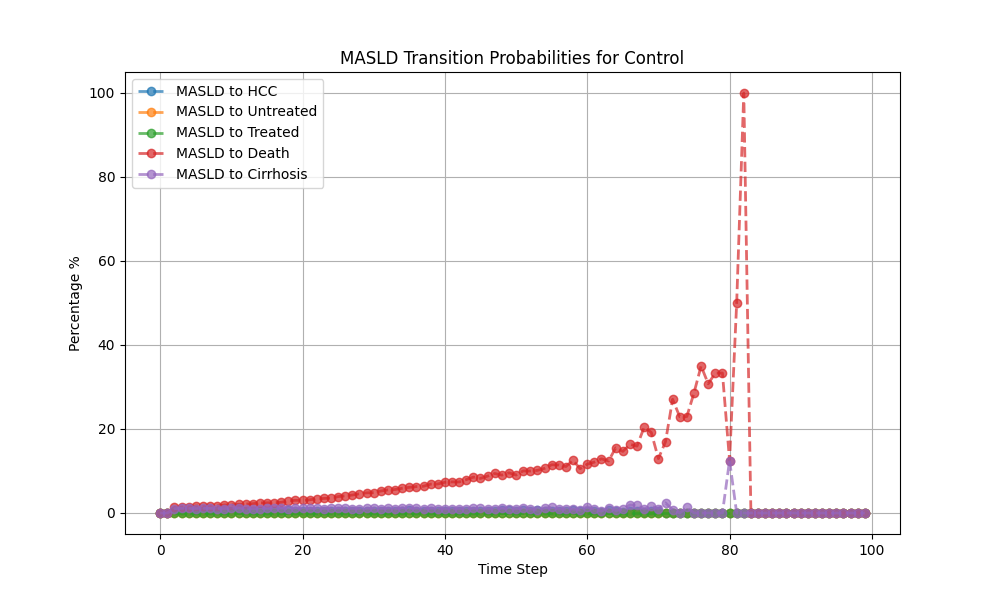 MASLD Transition Probabilities for Control
MASLD to HCC
MASLD to Untreated
MASLD to Treated
MASLD to Death
MASLD to Cirrhosis
Percentage %
100
80
60
40
20
0
0 20 40 60 80 100
Time Step